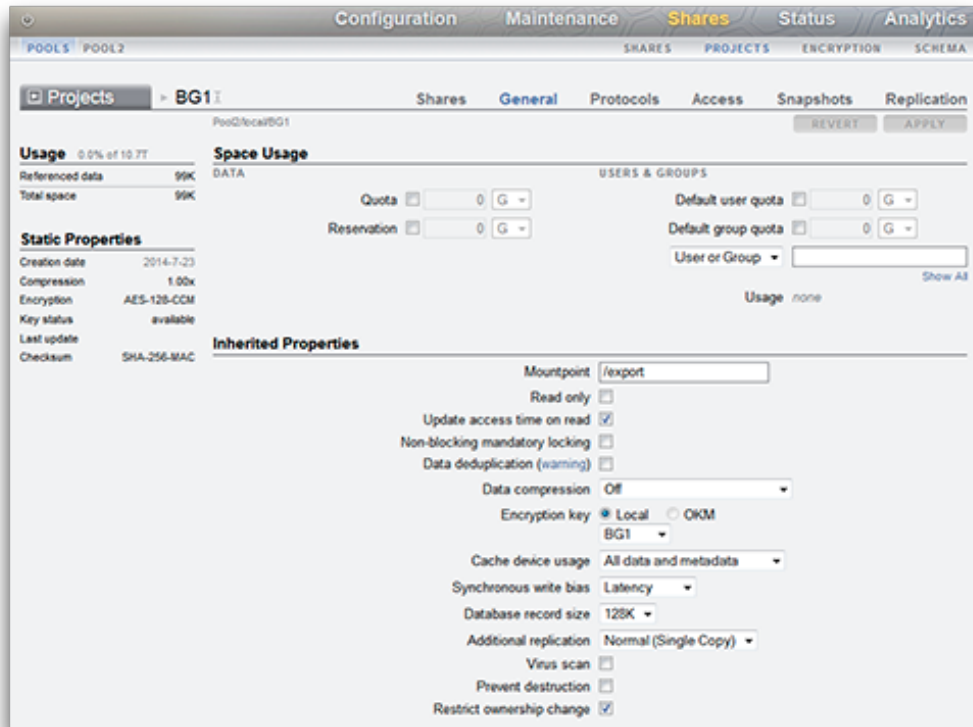 Configuration Maintenance Shares Status Analytics
POOLS POOL2 SHARES PROJECTS ENCRYPTION SCHEMA
Projects BG1 Shares General Protocols Access Snapshots Replication
Pool2/local/BG1 REVERT APPLY
Usage 0.0% of 10.7T Space Usage
Referenced data 99K DATA USERS & GROUPS
Total space 99K Quota 0 G Default user quota 0 G
Reservation 0 G Default group quota 0 G
Static Properties
Creation date 2014-7-23 User or Group
Compression 1.00x Show All
Encryption AES-128-CCM Usage none
Key status available
Last update
Checksum SHA-256-MAC
Inherited Properties
Mountpoint /export
Read only
Update access time on read
Non-blocking mandatory locking
Data deduplication (warning)
Data compression Off
Encryption key Local OKM
BG1
Cache device usage All data and metadata
Synchronous write bias Latency
Database record size 128K
Additional replication Normal (Single Copy)
Virus scan
Prevent destruction
Restrict ownership change